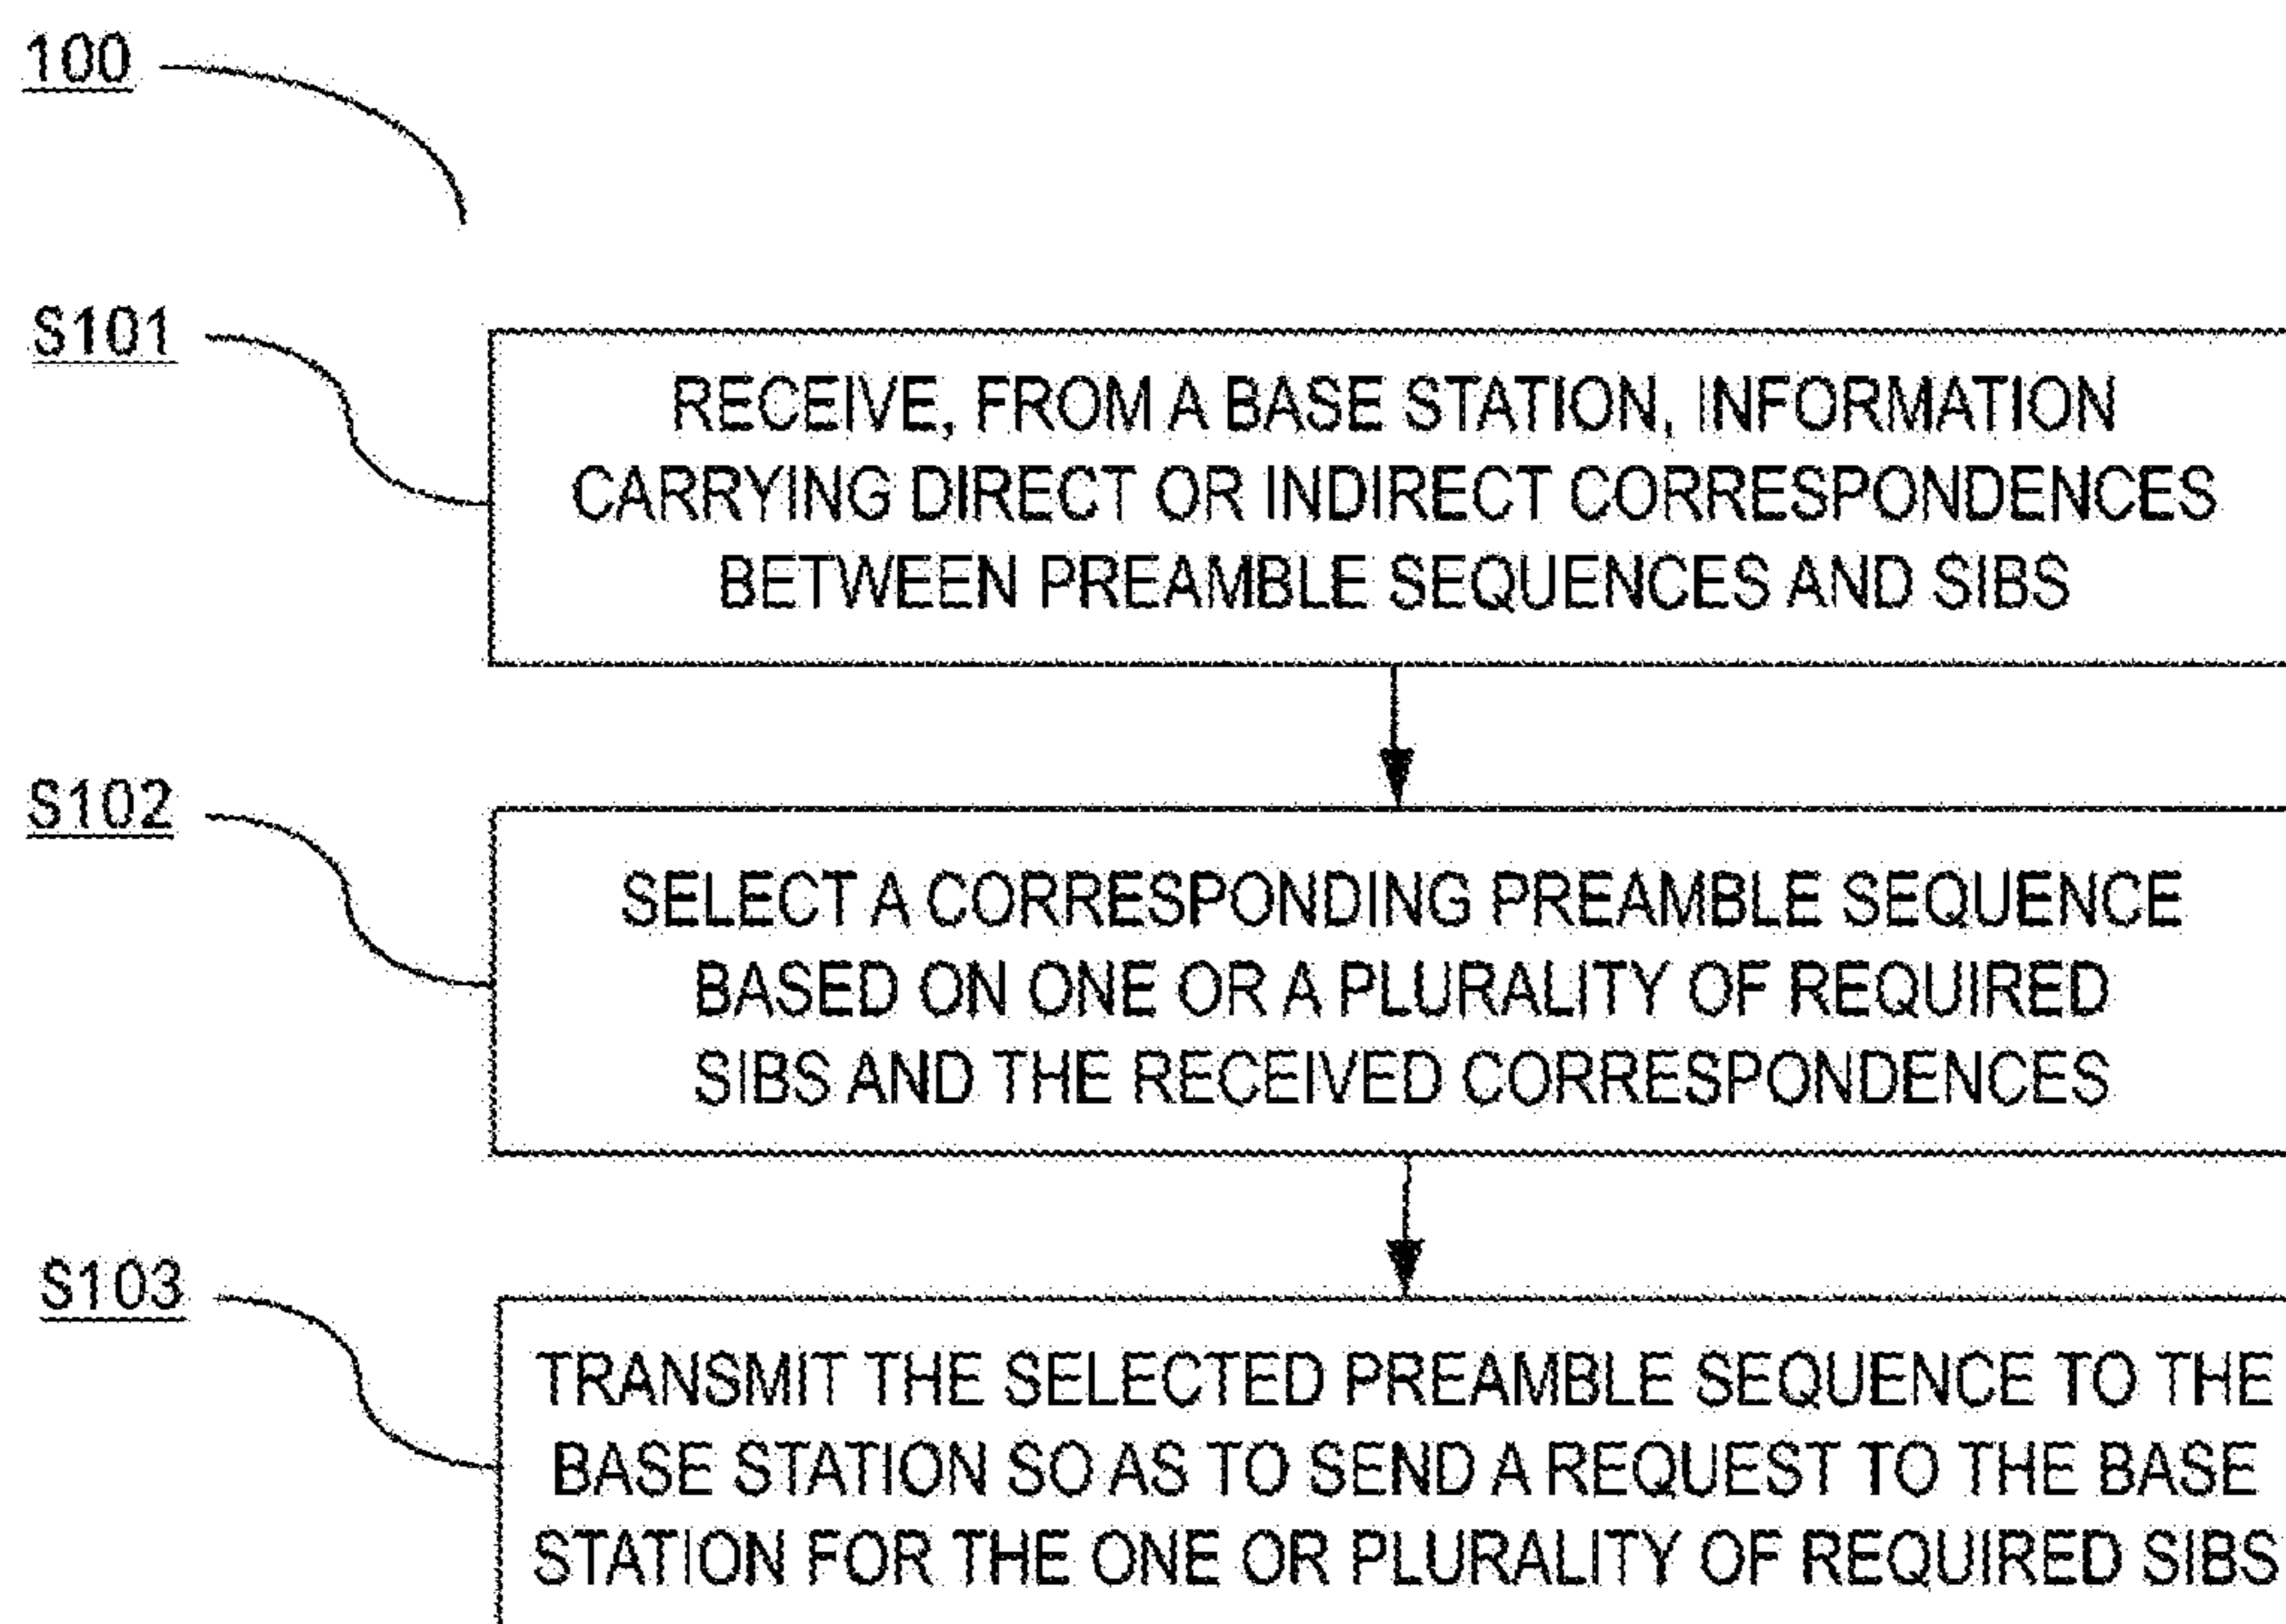 100
S101
RECEIVE, FROM A BASE STATION, INFORMATION
CARRYING DIRECT OR INDIRECT CORRESPONDENCES
BETWEEN PREAMBLE SEQUENCES AND SIBS
S102
SELECT A CORRESPONDING PREAMBLE SEQUENCE
BASED ON ONE OR A PLURALITY OF REQUIRED
SIBS AND THE RECEIVED CORRESPONDENCES
S103
TRANSMIT THE SELECTED PREAMBLE SEQUENCE TO THE
BASE STATION SO AS TO SEND A REQUEST TO THE BASE
STATION FOR THE ONE OR PLURALITY OF REQUIRED SIBS